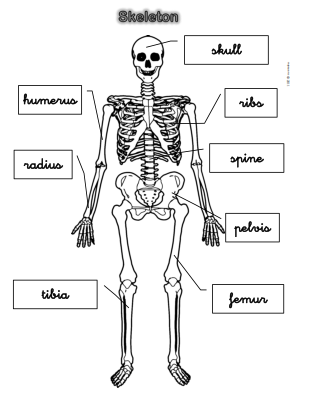 Skeleton
skull
humerus
ribs
radius
spine
pelvis
tibia
femur